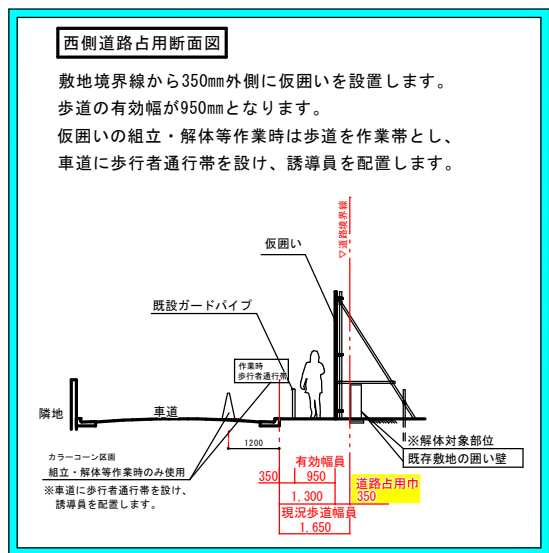 西側道路占用断面図
敷地境界線から350mm外側に仮囲いを設置します。
歩道の有効幅が950mmとなります。
仮囲いの組立・解体等作業時は歩道を作業帯とし、
車道に歩行者通行帯を設け、誘導員を配置します。
▽道路境界線
仮囲い
既設ガードパイプ
作業時
歩行者通行帯
隣地
車道
※解体対象部位
既存敷地の囲い壁
カラーコーン区画
組立・解体等作業時のみ使用
※車道に歩行者通行帯を設け、
誘導員を配置します。
1200
有効幅員
350
950
道路占用巾
1,300
350
現況歩道幅員
1,650